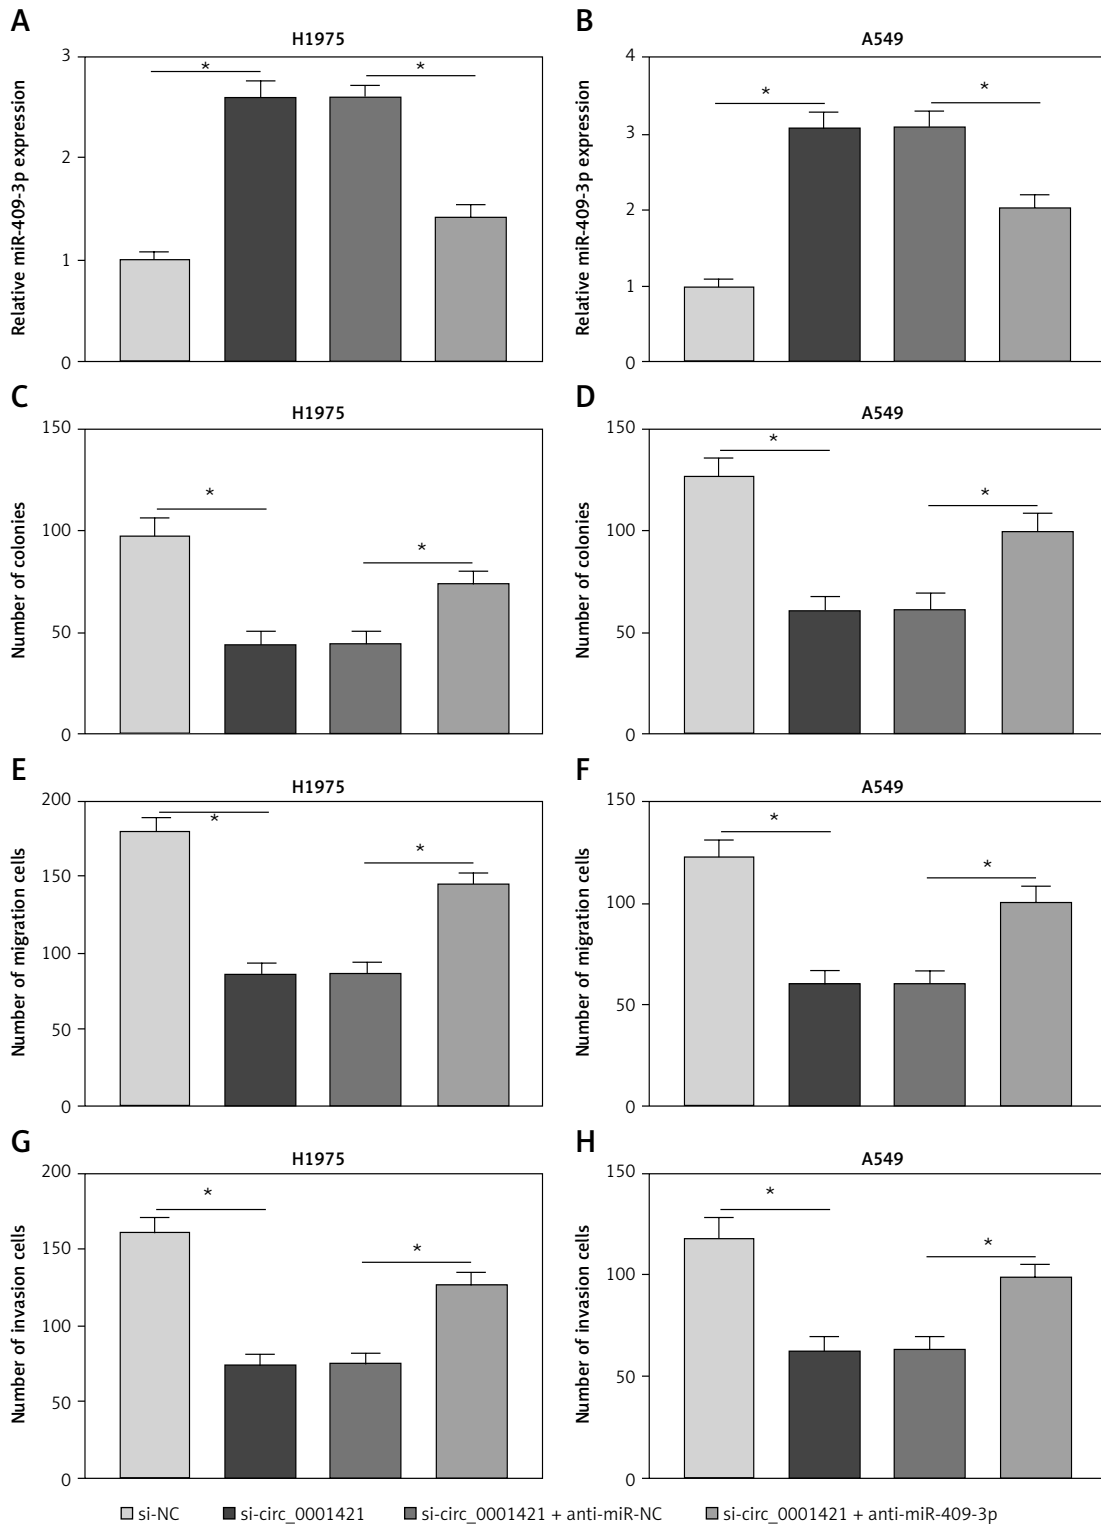 A
H1975
Relative miR-409-3p expression
3
2
1
0
*
*
B
A549
Relative miR-409-3p expression
4
3
2
1
0
*
*
C
H1975
Number of colonies
150
100
50
0
*
*
D
A549
Number of colonies
150
100
50
0
*
*
E
H1975
Number of migration cells
200
150
100
50
0
*
*
F
A549
Number of migration cells
150
100
50
0
*
*
G
H1975
Number of invasion cells
200
150
100
50
0
*
*
H
A549
Number of invasion cells
150
100
50
0
*
*
si-NC si-circ_0001421 si-circ_0001421 + anti-miR-NC si-circ_0001421 + anti-miR-409-3p